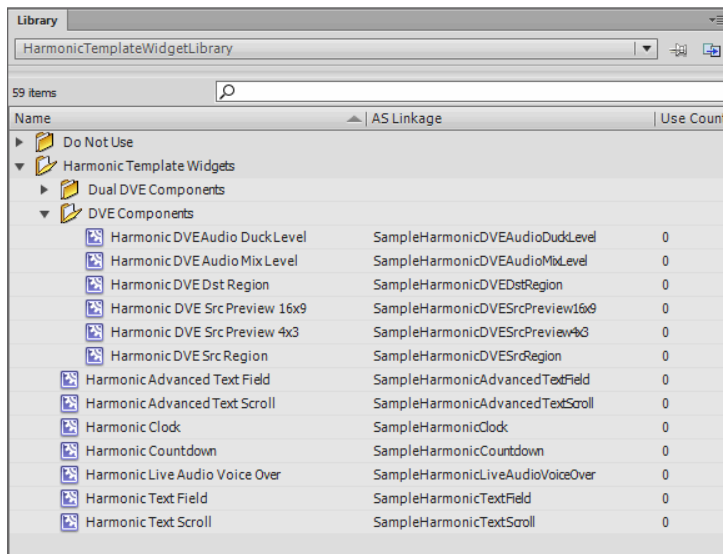 Library
HarmonicTemplateWidgetLibrary
59 items
Name AS Linkage Use Count
Do Not Use
Harmonic Template Widgets
Dual DVE Components
DVE Components
Harmonic DVE Audio Duck Level SampleHarmonicDVEAudioDuckLevel 0
Harmonic DVE Audio Mix Level SampleHarmonicDVEAudioMixLevel 0
Harmonic DVE Dst Region SampleHarmonicDVEDstRegion 0
Harmonic DVE Src Preview 16x9 SampleHarmonicDVESrcPreview16x9 0
Harmonic DVE Src Preview 4x3 SampleHarmonicDVESrcPreview4x3 0
Harmonic DVE Src Region SampleHarmonicDVESrcRegion 0
Harmonic Advanced Text Field SampleHarmonicAdvancedTextField 0
Harmonic Advanced Text Scroll SampleHarmonicAdvancedTextScroll 0
Harmonic Clock SampleHarmonicClock 0
Harmonic Countdown SampleHarmonicCountdown 0
Harmonic Live Audio Voice Over SampleHarmonicLiveAudioVoiceOver 0
Harmonic Text Field SampleHarmonicTextField 0
Harmonic Text Scroll SampleHarmonicTextScroll 0